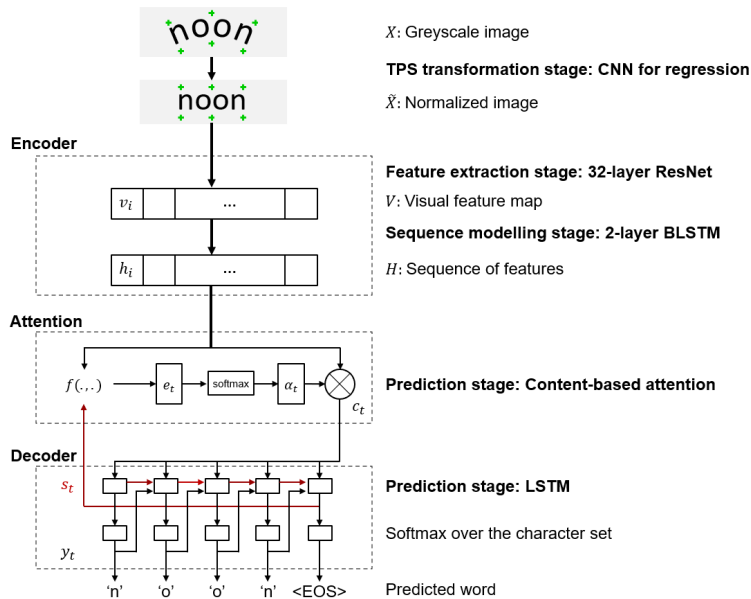 noon
X: Greyscale image
TPS transformation stage: CNN for regression
noon
X̃: Normalized image
Encoder
Feature extraction stage: 32-layer ResNet
vᵢ ...
V: Visual feature map
Sequence modelling stage: 2-layer BLSTM
hᵢ ...
H: Sequence of features
Attention
f(.,.) eₜ softmax αₜ
Prediction stage: Content-based attention
cₜ
Decoder
sₜ
Prediction stage: LSTM
Softmax over the character set
yₜ
'n' 'o' 'o' 'n' <EOS>
Predicted word